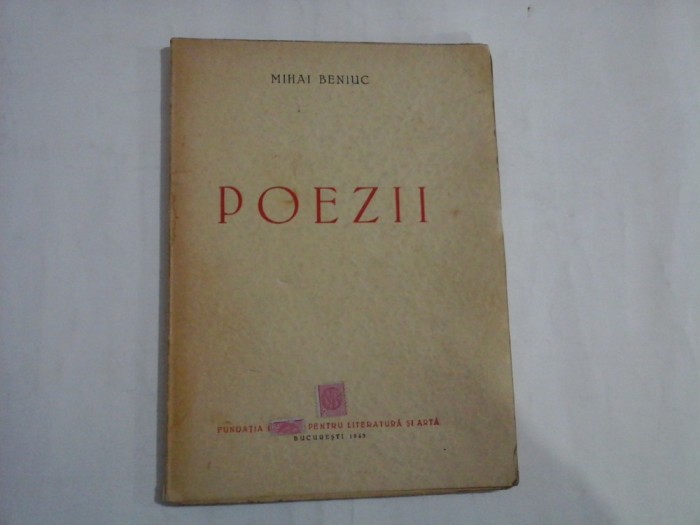 MIHAI BENIUC
POEZII
FUNDAȚIA PENTRU LITERATURĂ ȘI ARTĂ
BUCUREȘTI